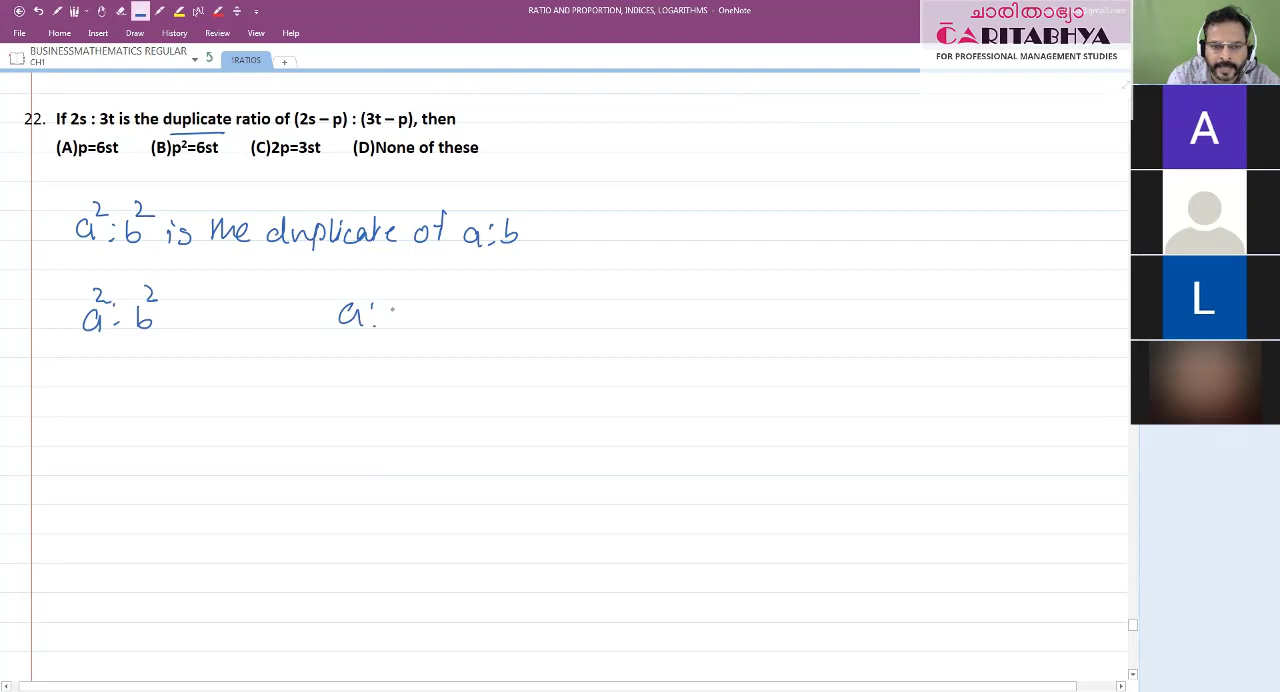 RATIO AND PROPORTION, INDICES, LOGARITHMS - OneNote
@gmail.com
ചാരിതാഭ്യാ
CARITABHYA
FOR PROFESSIONAL MANAGEMENT STUDIES
File Home Insert Draw History Review View Help
BUSINESSMATHEMATICS REGULAR
CH1
5
1RATIOS
22. If 2s : 3t is the duplicate ratio of (2s – p) : (3t – p), then
(A)p=6st (B)p²=6st (C)2p=3st (D)None of these
a² : b² is the duplicate of a : b
a² : b² a :
A
L